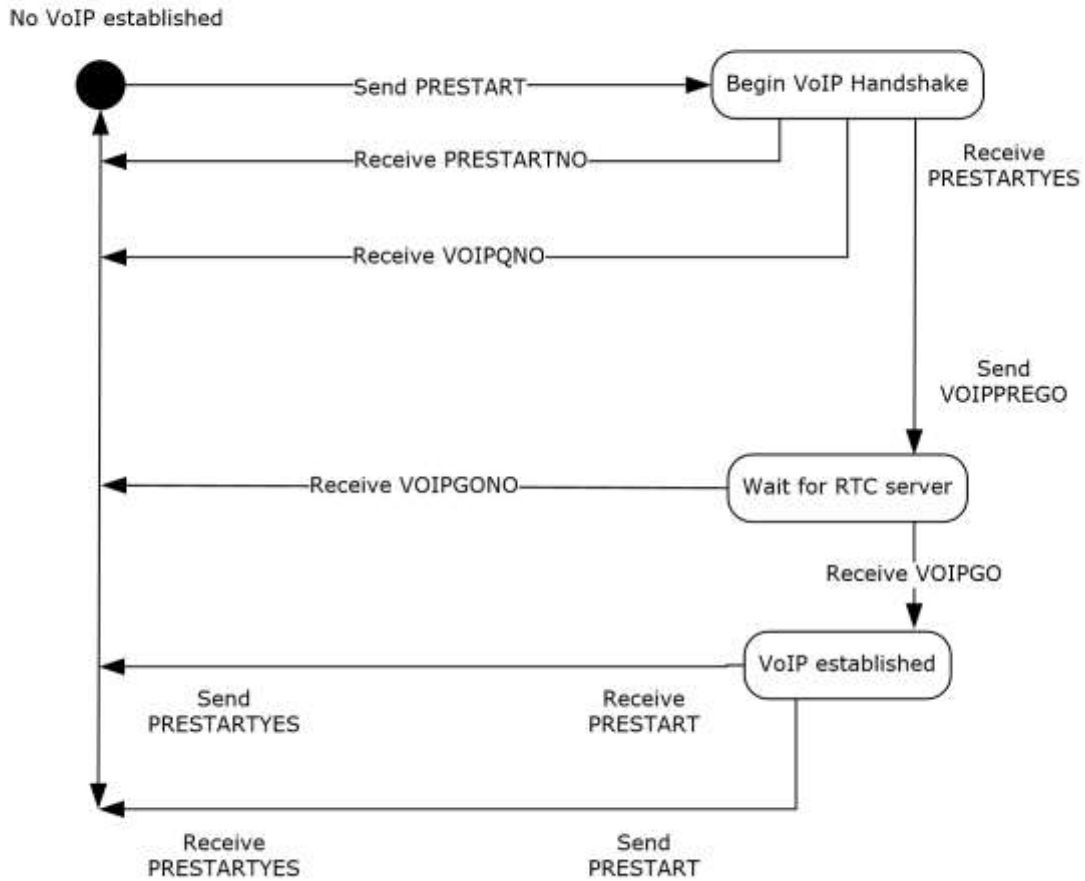 No VoIP established
Send PRESTART
Begin VoIP Handshake
Receive PRESTARTNO
Receive
PRESTARTYES
Receive VOIPQNO
Send
VOIPPREGO
Receive VOIPGONO
Wait for RTC server
Receive VOIPGO
VoIP established
Send
PRESTARTYES
Receive
PRESTART
Receive
PRESTARTYES
Send
PRESTART